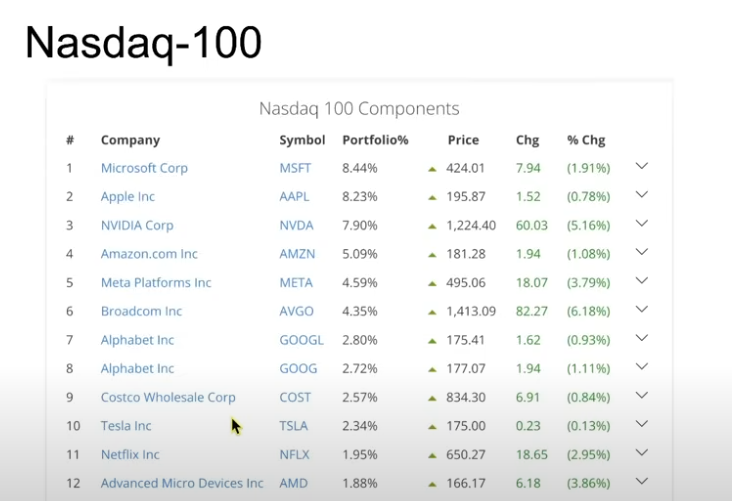 Nasdaq-100
Nasdaq 100 Components
# Company Symbol Portfolio% Price Chg % Chg
1 Microsoft Corp MSFT 8.44% 424.01 7.94 (1.91%)
2 Apple Inc AAPL 8.23% 195.87 1.52 (0.78%)
3 NVIDIA Corp NVDA 7.90% 1,224.40 60.03 (5.16%)
4 Amazon.com Inc AMZN 5.09% 181.28 1.94 (1.08%)
5 Meta Platforms Inc META 4.59% 495.06 18.07 (3.79%)
6 Broadcom Inc AVGO 4.35% 1,413.09 82.27 (6.18%)
7 Alphabet Inc GOOGL 2.80% 175.41 1.62 (0.93%)
8 Alphabet Inc GOOG 2.72% 177.07 1.94 (1.11%)
9 Costco Wholesale Corp COST 2.57% 834.30 6.91 (0.84%)
10 Tesla Inc TSLA 2.34% 175.00 0.23 (0.13%)
11 Netflix Inc NFLX 1.95% 650.27 18.65 (2.95%)
12 Advanced Micro Devices Inc AMD 1.88% 166.17 6.18 (3.86%)